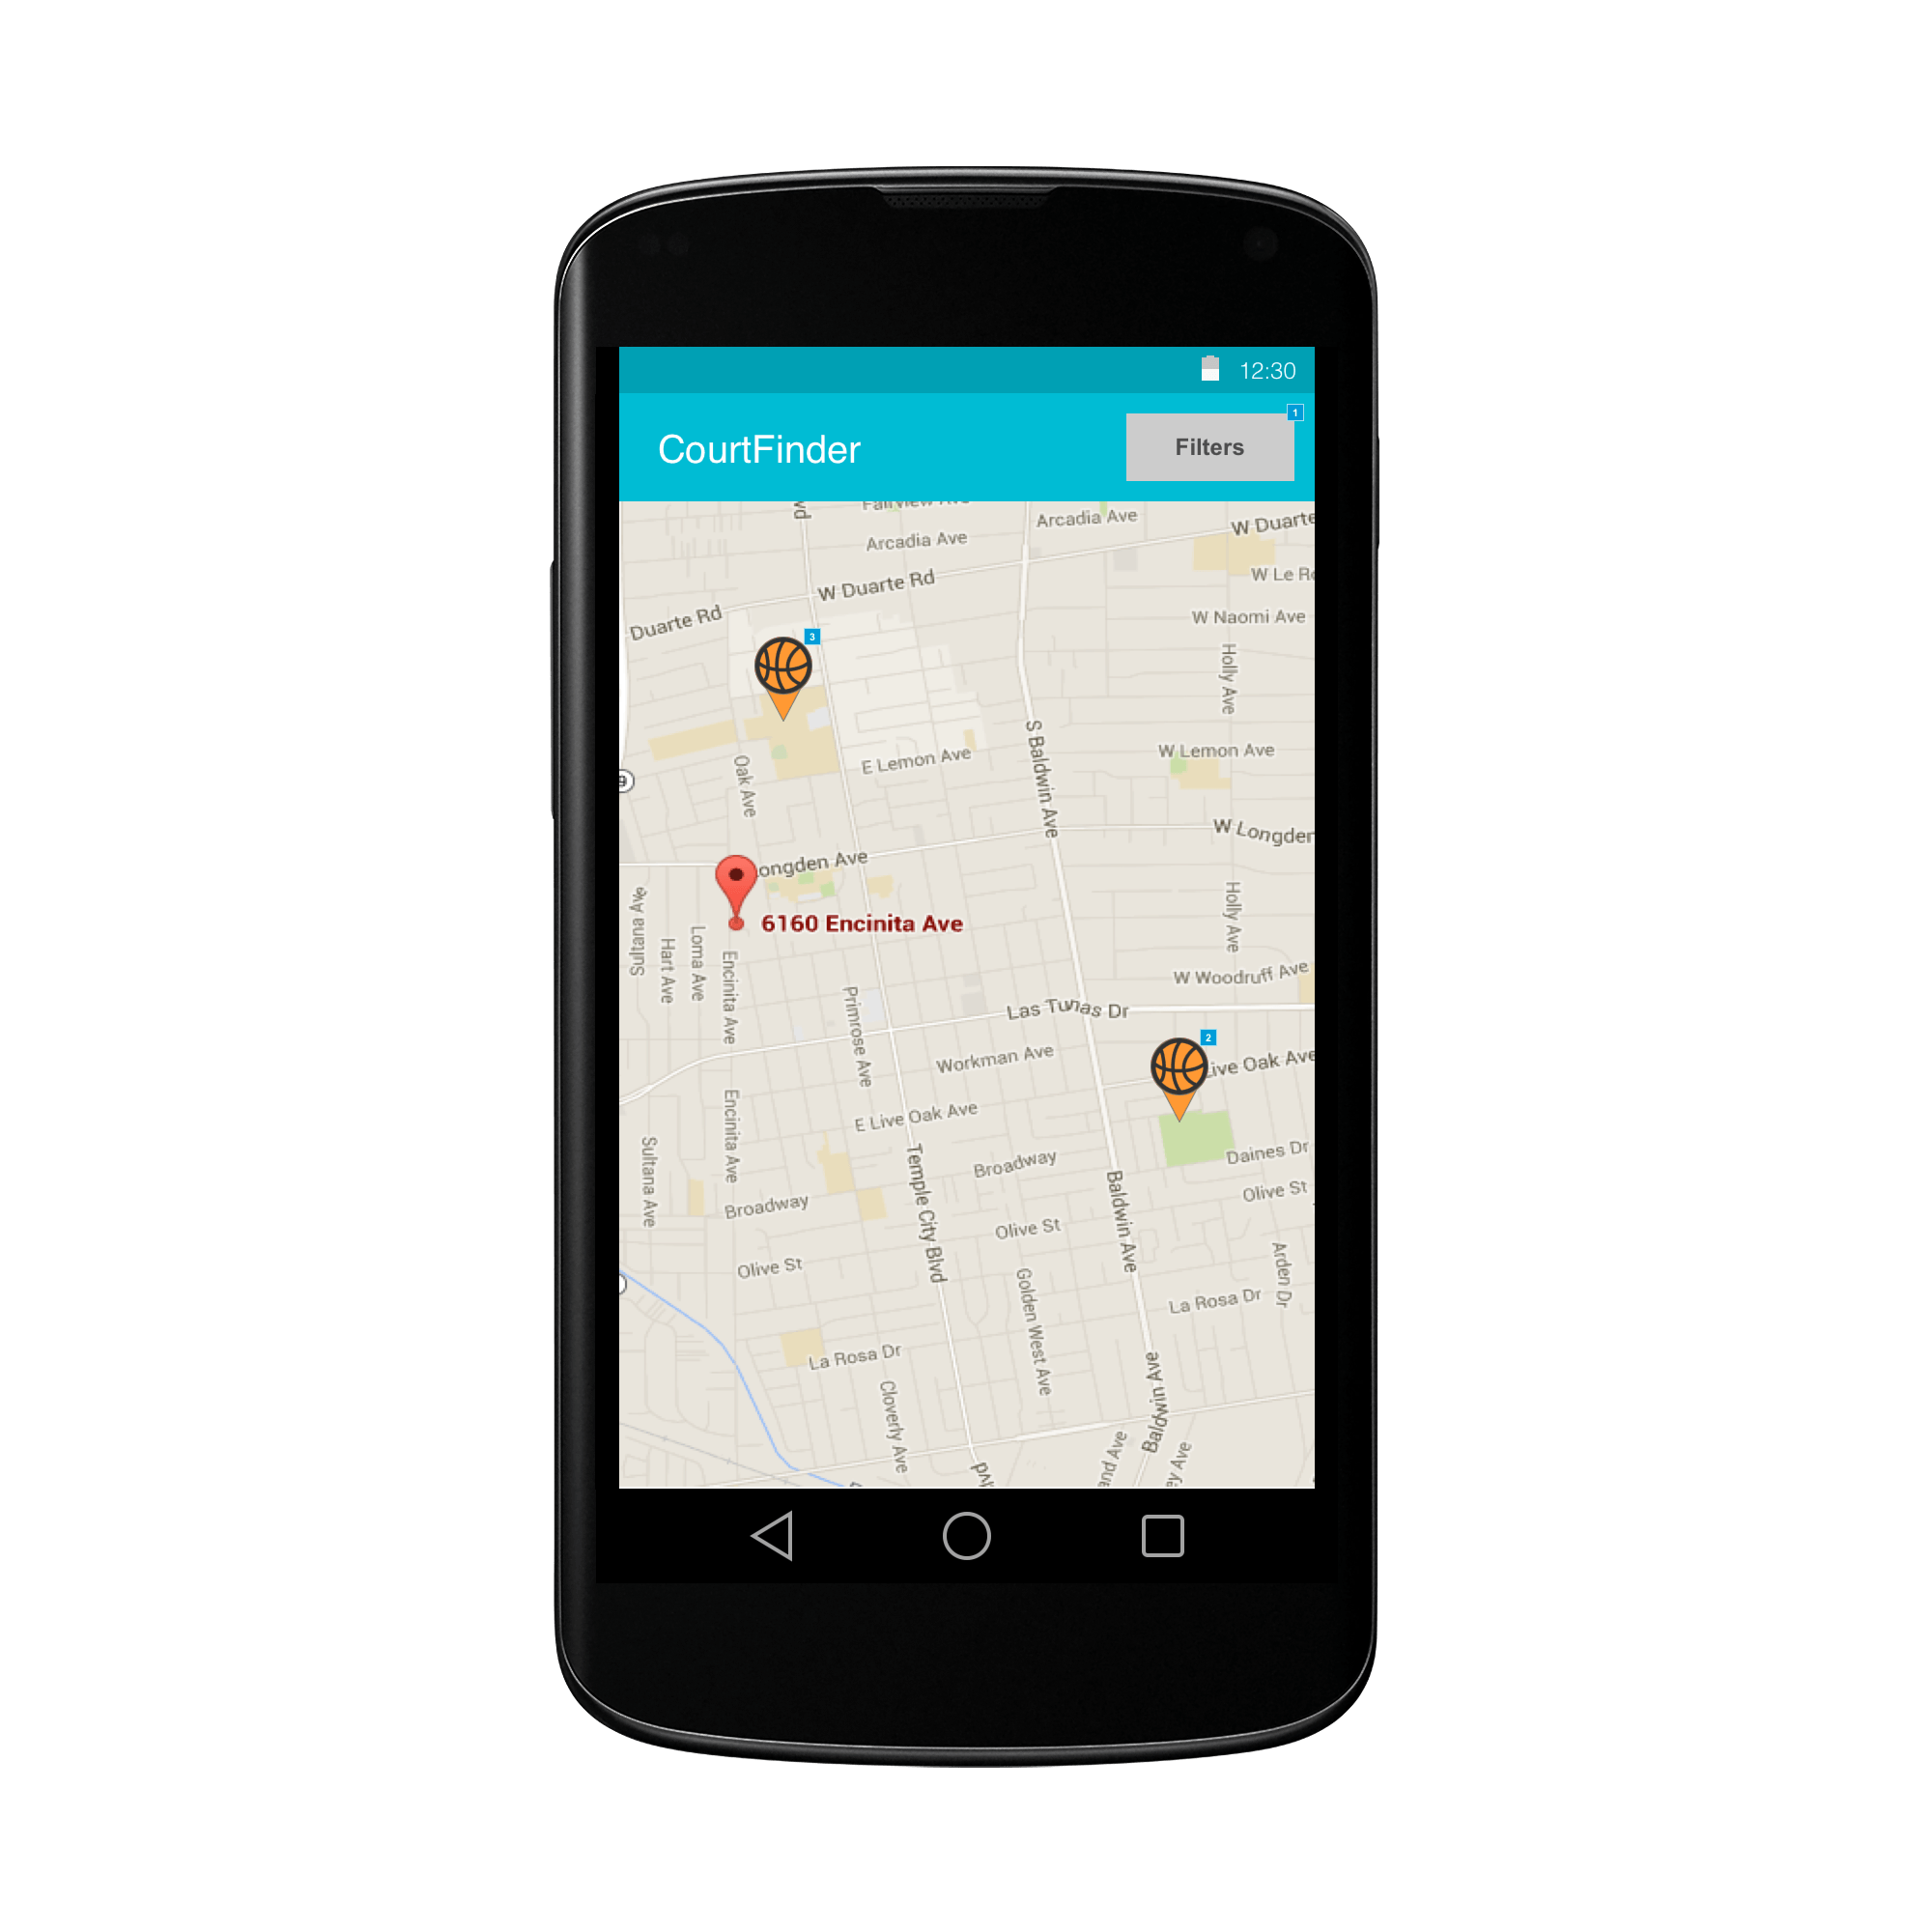 12:30
CourtFinder
Filters
1
Arcadia Ave
W Duarte
Arcadia Ave
W Duarte Rd
W Naomi Ave
Duarte Rd
3
Holly Ave
S Baldwin Ave
E Lemon Ave
W Lemon Ave
Oak Ave
9
W Longden
ongden Ave
6160 Encinita Ave
Sultana Ave
Hart Ave
Loma Ave
Encinita Ave
Holly Ave
W Woodruff Ave
Primrose Ave
Las Tunas Dr
2
Workman Ave
Live Oak Ave
E Live Oak Ave
Encinita Ave
Sultana Ave
Temple City Blvd
Broadway
Daines Dr
Baldwin Ave
Olive St
Broadway
Olive St
Olive St
Golden West Ave
Arden Dr
La Rosa Dr
La Rosa Dr
Cloverly Ave
Baldwin Ave